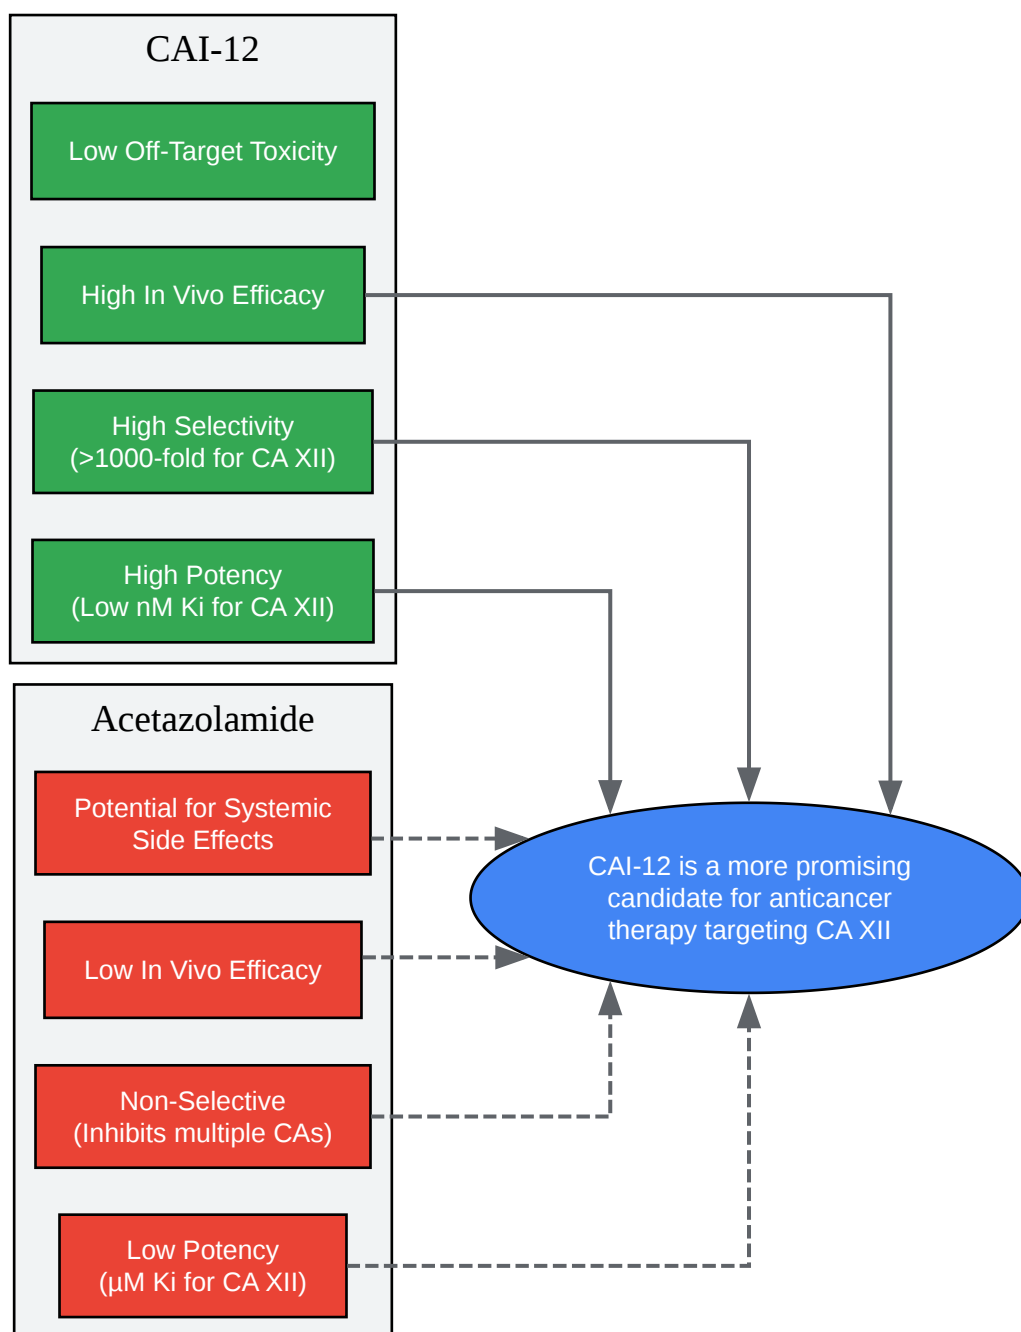 CAI-12
Low Off-Target Toxicity
High In Vivo Efficacy
High Selectivity
(>1000-fold for CA XII)
High Potency
(Low nM Ki for CA XII)
Acetazolamide
Potential for Systemic
Side Effects
Low In Vivo Efficacy
Non-Selective
(Inhibits multiple CAs)
Low Potency
(µM Ki for CA XII)
CAI-12 is a more promising
candidate for anticancer
therapy targeting CA XII